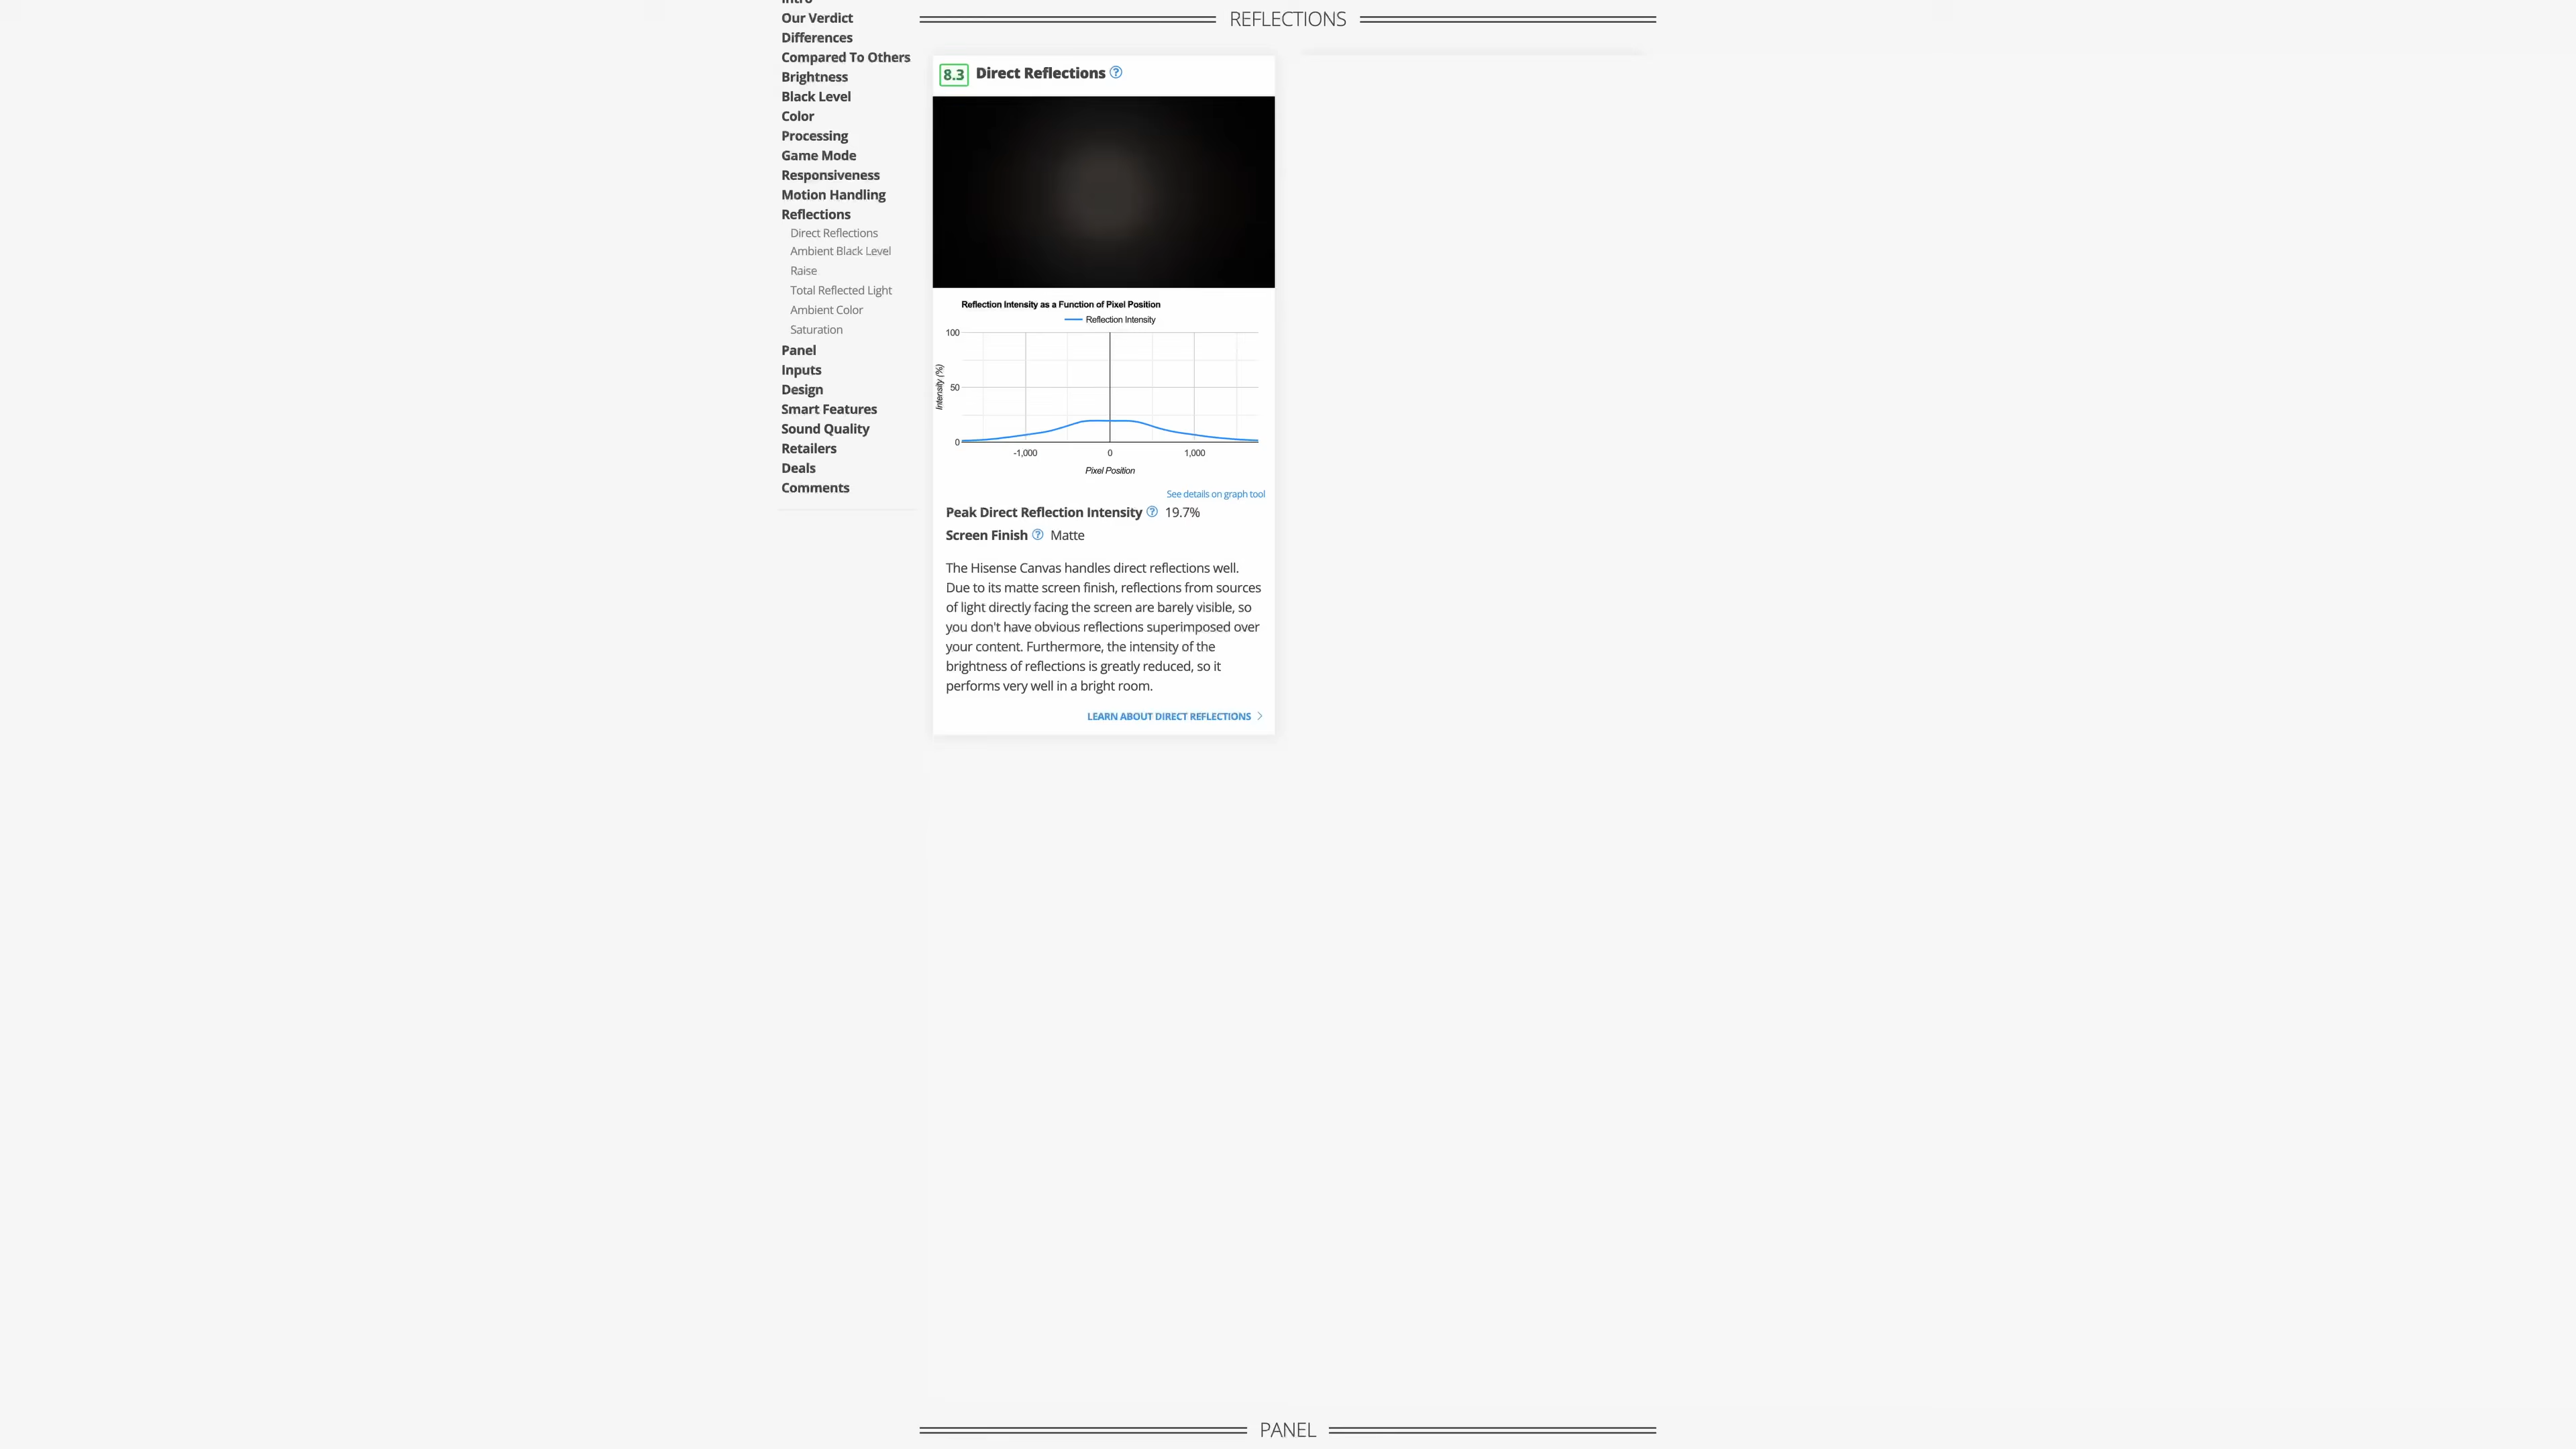 Intro
Our Verdict
Differences
Compared To Others
Brightness
Black Level
Color
Processing
Game Mode
Responsiveness
Motion Handling
Reflections
Direct Reflections
Ambient Black Level
Raise
Total Reflected Light
Ambient Color
Saturation
Panel
Inputs
Design
Smart Features
Sound Quality
Retailers
Deals
Comments
REFLECTIONS
8.3 Direct Reflections ?
Reflection Intensity as a Function of Pixel Position
Reflection Intensity
100
50
0
Intensity (%)
-1,000 0 1,000
Pixel Position
See details on graph tool
Peak Direct Reflection Intensity ? 19.7%
Screen Finish ? Matte
The Hisense Canvas handles direct reflections well.
Due to its matte screen finish, reflections from sources
of light directly facing the screen are barely visible, so
you don't have obvious reflections superimposed over
your content. Furthermore, the intensity of the
brightness of reflections is greatly reduced, so it
performs very well in a bright room.
LEARN ABOUT DIRECT REFLECTIONS >
PANEL